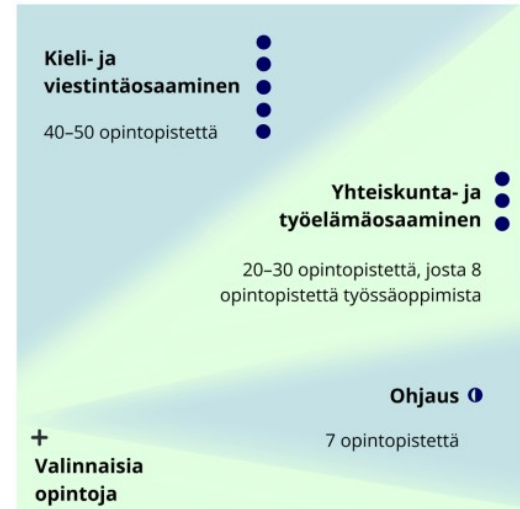 Kieli- ja
viestintäosaaminen
40–50 opintopistettä
Yhteiskunta- ja
työelämäosaaminen
20–30 opintopistettä, josta 8
opintopistettä työssäoppimista
Ohjaus
7 opintopistettä
+
Valinnaisia
opintoja